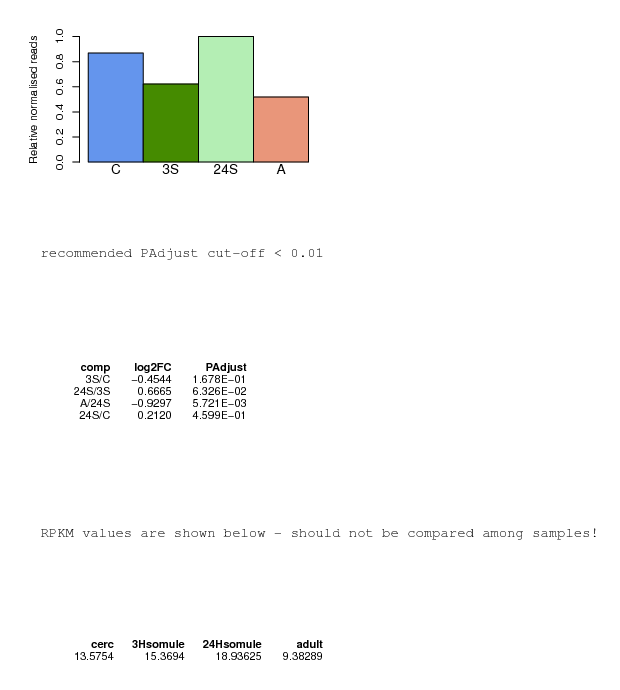 Relative normalised reads
1.0
0.8
0.6
0.4
0.2
0.0
C 3S 24S A
recommended PAdjust cut-off < 0.01
comp log2FC PAdjust
3S/C −0.4544 1.678E−01
24S/3S 0.6665 6.326E−02
A/24S −0.9297 5.721E−03
24S/C 0.2120 4.599E−01
RPKM values are shown below - should not be compared among samples!
cerc 3Hsomule 24Hsomule adult
13.5754 15.3694 18.93625 9.38289